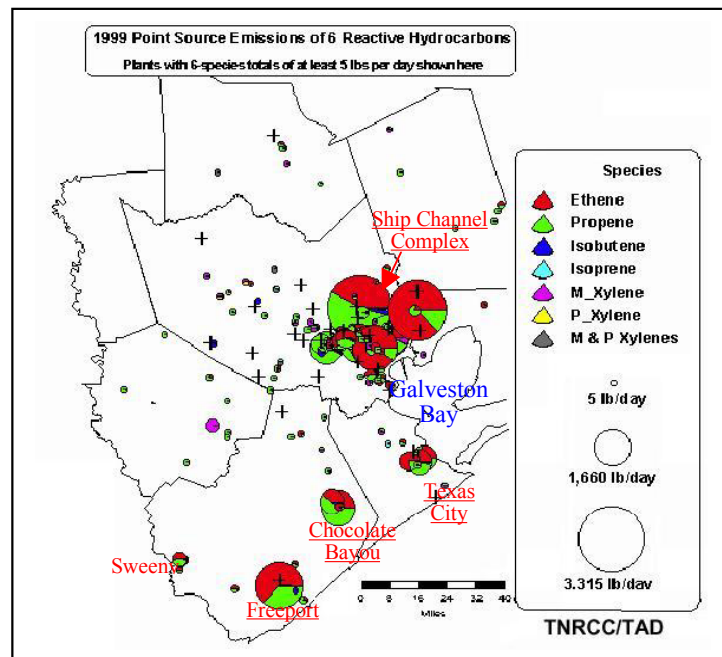 1999 Point Source Emissions of 6 Reactive Hydrocarbons
Plants with 6-species totals of at least 5 lbs per day shown here
Species
Ethene
Propene
Isobutene
Isoprene
M_Xylene
P_Xylene
M & P Xylenes
5 lb/day
1,660 lb/day
3.315 lb/day
TNRCC/TAD
Ship Channel
Complex
Galveston
Bay
Texas
City
Chocolate
Bayou
Sweeny
Freeport
0 8 16 24 32 40
Miles